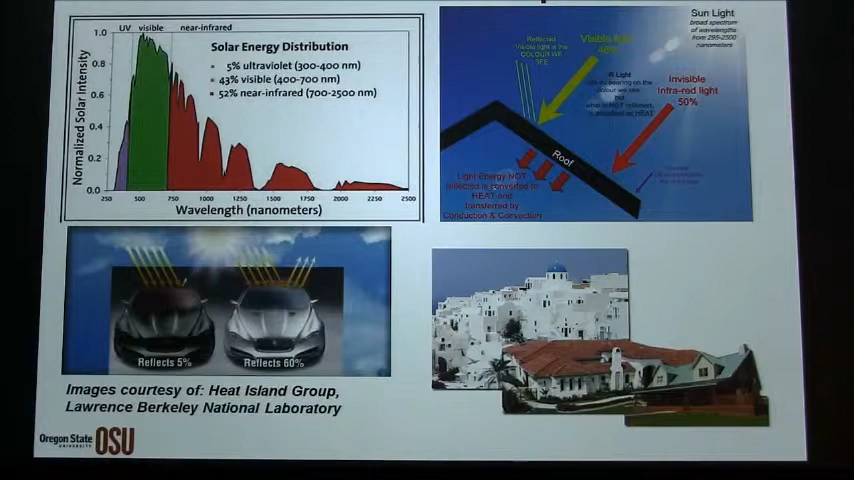 UV visible near-infrared
Solar Energy Distribution
5% ultraviolet (300-400 nm)
43% visible (400-700 nm)
52% near-infrared (700-2500 nm)
Normalized Solar Intensity
1.0
0.8
0.6
0.4
0.2
0.0
250 500 750 1000 1250 1500 1750 2000 2250 2500
Wavelength (nanometers)
Sun Light
broad spectrum
of wavelengths
from 295-2500
nanometers
Reflected
Visible light is the
COLOUR WE
SEE
Visible
Invisible
Infra-red light
50%
Roof
Light Energy NOT
reflected is converted to
HEAT and
transferred by
Conduction & Convection
Reflects 5%
Reflects 60%
Images courtesy of: Heat Island Group,
Lawrence Berkeley National Laboratory
Oregon State
UNIVERSITY
OSU